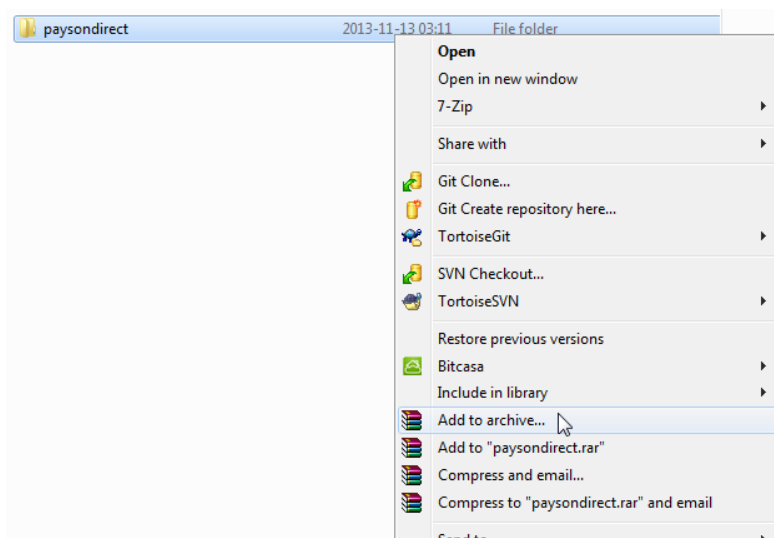 paysondirect 2013-11-13 03:11 File folder
Open
Open in new window
7-Zip
Share with
Git Clone...
Git Create repository here...
TortoiseGit
SVN Checkout...
TortoiseSVN
Restore previous versions
Bitcasa
Include in library
Add to archive...
Add to "paysondirect.rar"
Compress and email...
Compress to "paysondirect.rar" and email
Send to